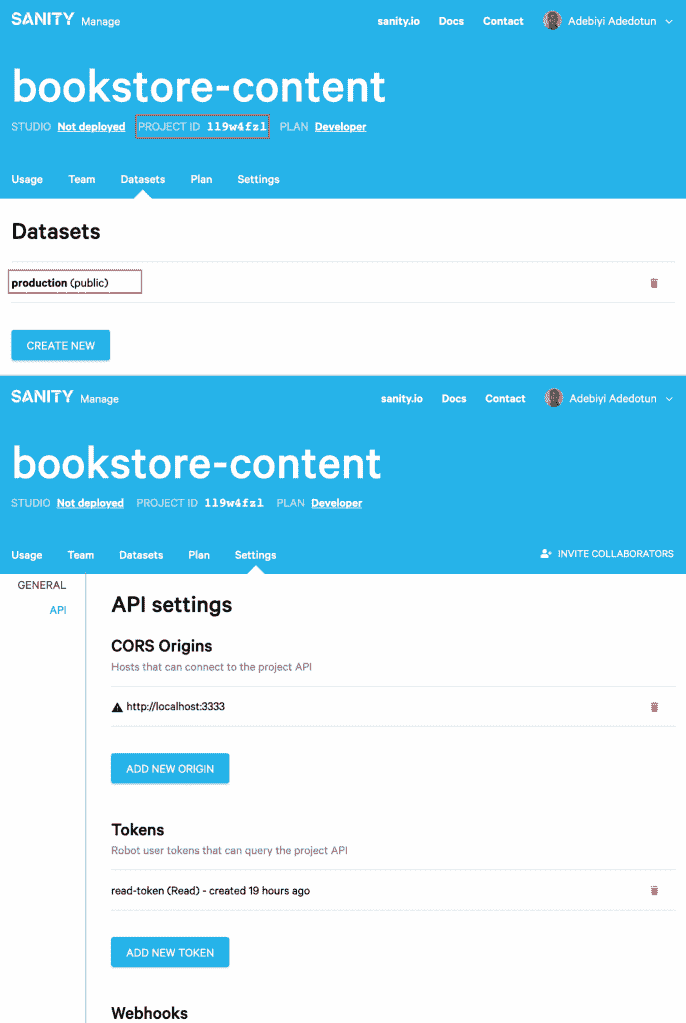 SANITY Manage sanity.io Docs Contact Adebiyi Adedotun
bookstore-content
STUDIO Not deployed PROJECT ID 1l9w4fzl PLAN Developer
Usage Team Datasets Plan Settings
Datasets
production (public)
CREATE NEW
SANITY Manage sanity.io Docs Contact Adebiyi Adedotun
bookstore-content
STUDIO Not deployed PROJECT ID 1l9w4fzl PLAN Developer
Usage Team Datasets Plan Settings INVITE COLLABORATORS
GENERAL
API
API settings
CORS Origins
Hosts that can connect to the project API
http://localhost:3333
ADD NEW ORIGIN
Tokens
Robot user tokens that can query the project API
read-token (Read) - created 19 hours ago
ADD NEW TOKEN
Webhooks